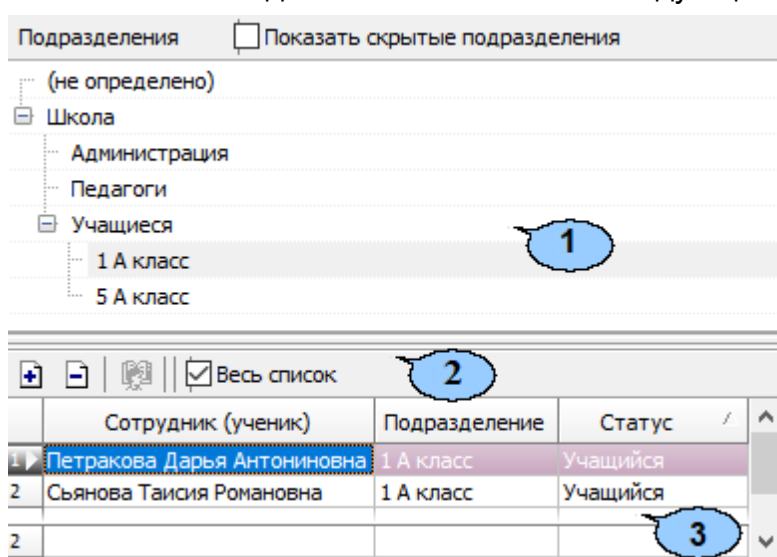 Подразделения Показать скрытые подразделения
(не определено)
Школа
Администрация
Педагоги
Учащиеся
1
1 А класс
5 А класс
Весь список 2
Сотрудник (ученик) Подразделение Статус
1 Петракова Дарья Антониновна 1 А класс Учащийся
2 Сьянова Таисия Романовна 1 А класс Учащийся
3
2